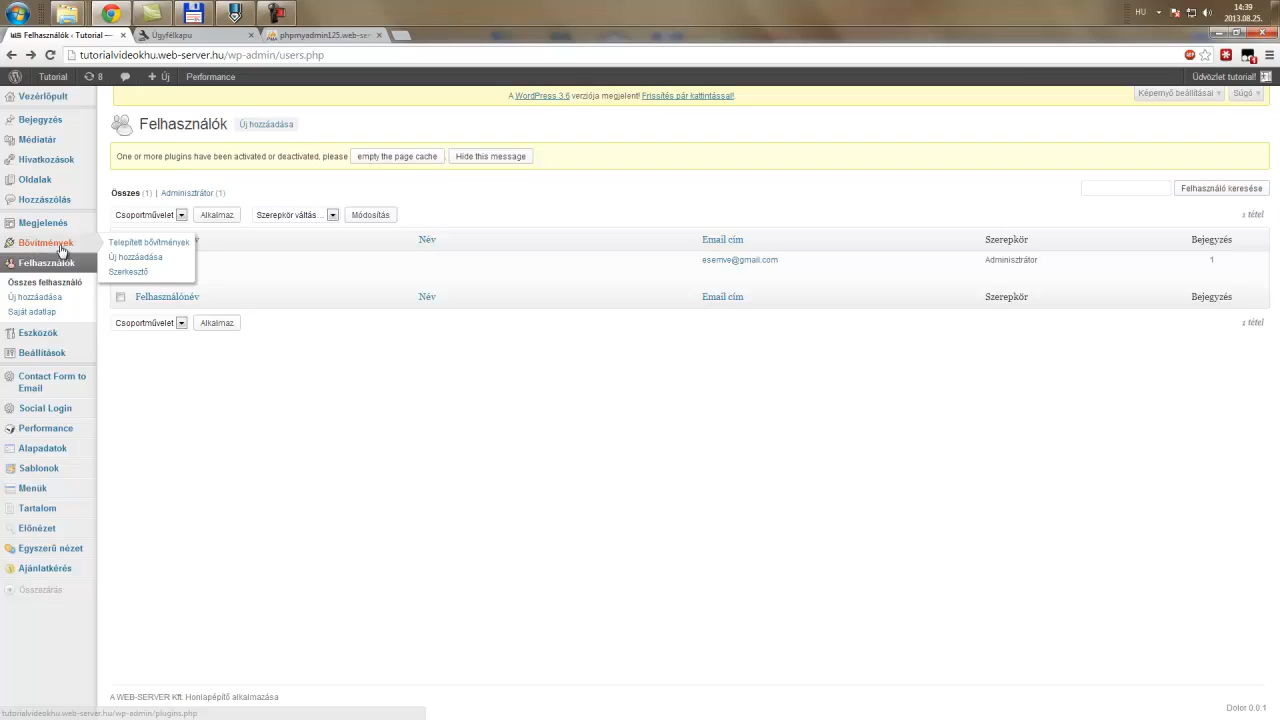 HU
14:39
2013.08.25.
Felhasználók ‹ Tutorial —
Ügyfélkapu
phpmyadmin125.web-ser
tutorialvideokhu.web-server.hu/wp-admin/users.php
Tutorial
8
Új
Performance
Üdvözlet tutorial!
Vezérlőpult
Bejegyzés
Médiatár
Hivatkozások
Oldalak
Hozzászólás
Megjelenés
Bővítmények
Telepített bővítmények
Új hozzáadása
Szerkesztő
Felhasználók
Összes felhasználó
Új hozzáadása
Saját adatlap
Eszközök
Beállítások
Contact Form to
Email
Social Login
Performance
Alapadatok
Sablonok
Menük
Tartalom
Előnézet
Egyszerű nézet
Ajánlatkérés
Összezárás
A WordPress 3.6 verziója megjelent! Frissítés pár kattintással!
Képernyő beállításai
Súgó
Felhasználók
Új hozzáadása
One or more plugins have been activated or deactivated, please
empty the page cache
Hide this message
Összes (1) | Adminisztrátor (1)
Felhasználó keresése
Csoportművelet
Alkalmaz
Szerepkör váltás...
Módosítás
1 tétel
Név
Email cím
Szerepkör
Bejegyzés
esemve@gmail.com
Adminisztrátor
1
Felhasználónév
Név
Email cím
Szerepkör
Bejegyzés
Csoportművelet
Alkalmaz
1 tétel
A WEB-SERVER Kft. Honlapépítő alkalmazása
Dolor 0.0.1
tutorialvideokhu.web-server.hu/wp-admin/plugins.php